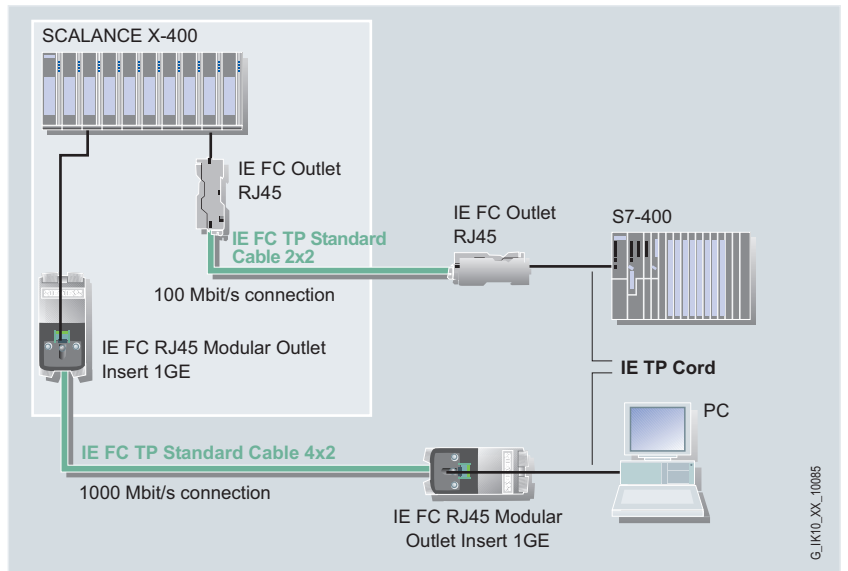 SCALANCE X-400
IE FC Outlet
RJ45
IE FC TP Standard
Cable 2x2
100 Mbit/s connection
IE FC Outlet
RJ45
S7-400
IE FC RJ45 Modular Outlet
Insert 1GE
IE TP Cord
PC
IE FC TP Standard Cable 4x2
1000 Mbit/s connection
IE FC RJ45 Modular
Outlet Insert 1GE
G_IK10_XX_10085